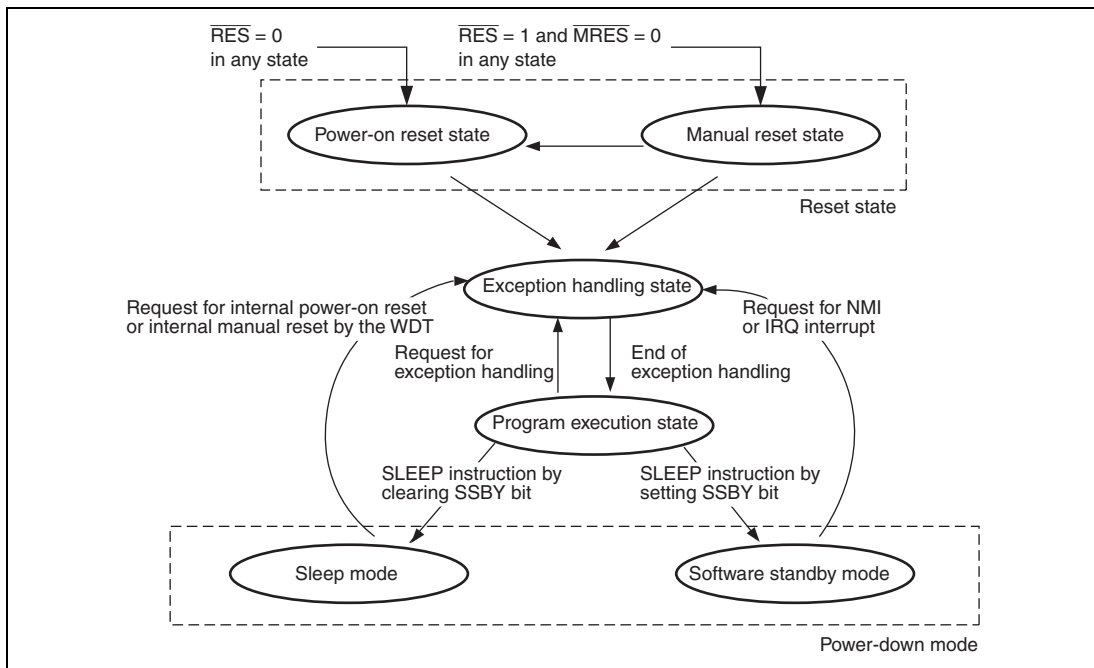 R̅E̅S̅ = 0
in any state
R̅E̅S̅ = 1 and M̅R̅E̅S̅ = 0
in any state
Power-on reset state
Manual reset state
Reset state
Exception handling state
Request for internal power-on reset
or internal manual reset by the WDT
Request for NMI
or IRQ interrupt
Request for
exception handling
End of
exception handling
Program execution state
SLEEP instruction by
clearing SSBY bit
SLEEP instruction by
setting SSBY bit
Sleep mode
Software standby mode
Power-down mode